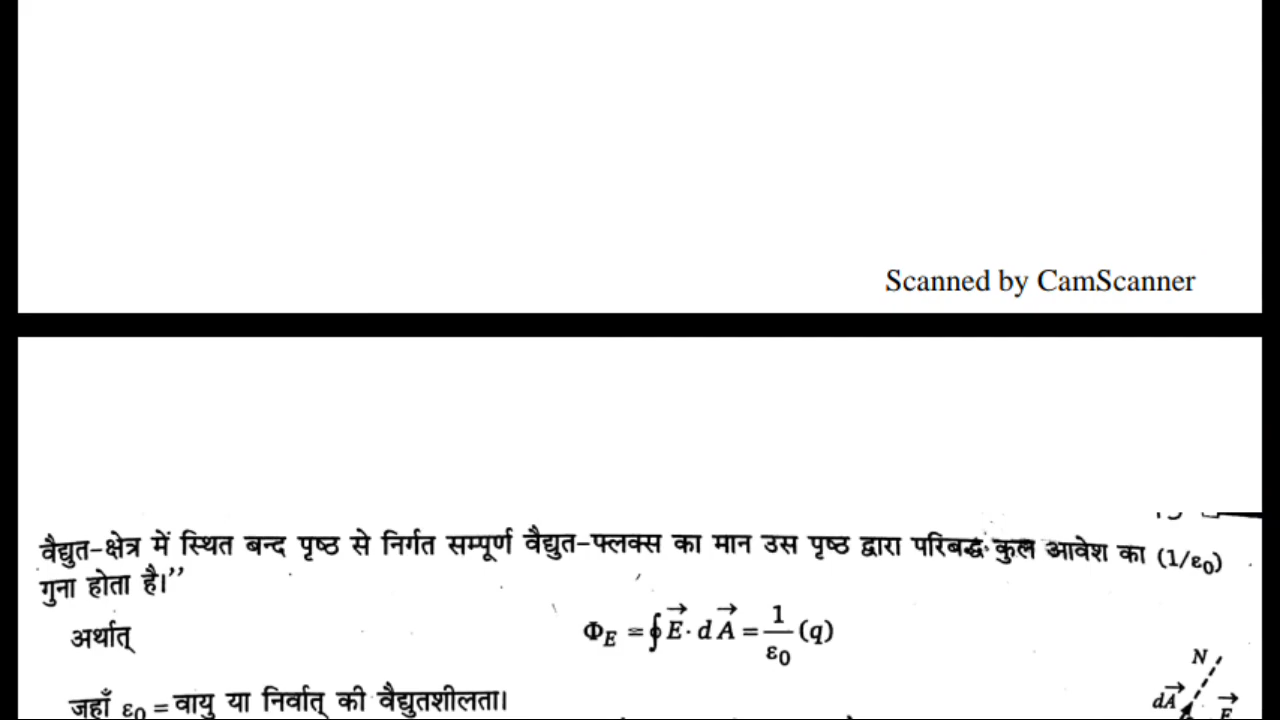 Scanned by CamScanner
वैद्युत-क्षेत्र में स्थित बन्द पृष्ठ से निर्गत सम्पूर्ण वैद्युत-फ्लक्स का मान उस पृष्ठ द्वारा परिबद्ध कुल आवेश का (1/ε₀)
गुना होता है।”
अर्थात् Φ_E = ∮ E⃗ · dA⃗ = 1/ε₀ (q)
N
जहाँ ε₀ = वायु या निर्वात् की वैद्युतशीलता।
dA⃗ E⃗